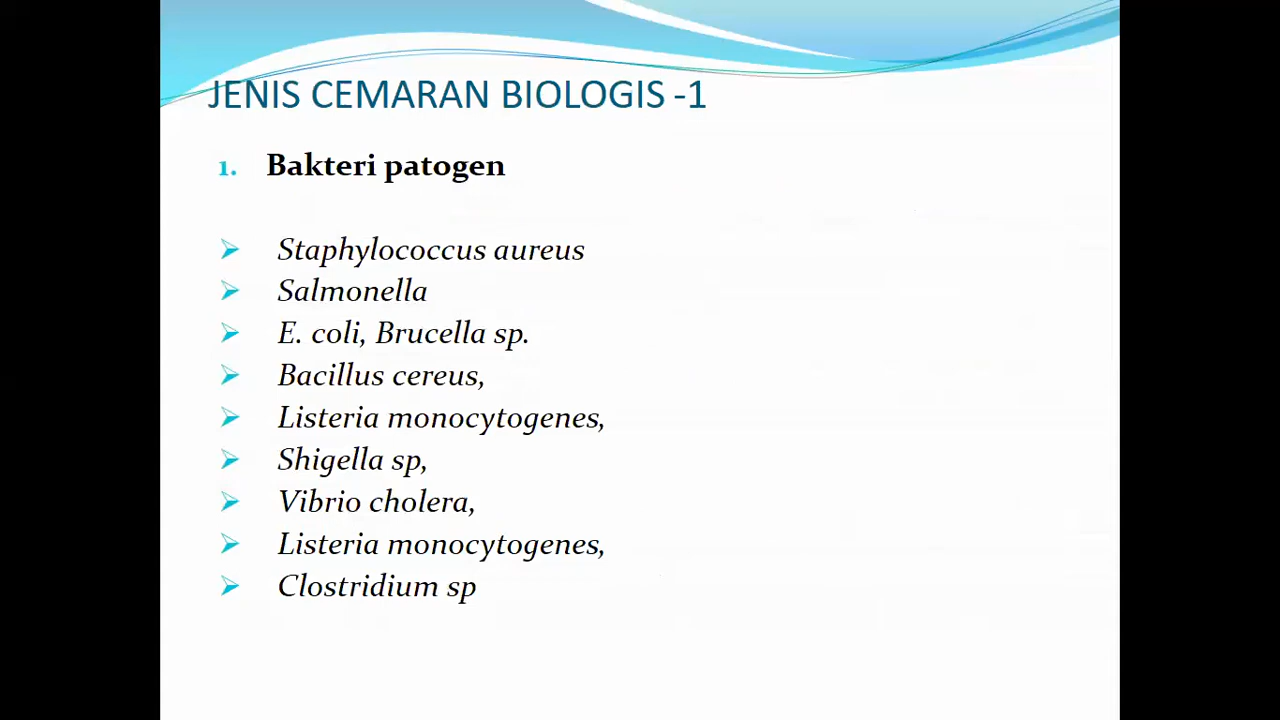 JENIS CEMARAN BIOLOGIS -1
1. Bakteri patogen
Staphylococcus aureus
Salmonella
E. coli, Brucella sp.
Bacillus cereus,
Listeria monocytogenes,
Shigella sp,
Vibrio cholera,
Listeria monocytogenes,
Clostridium sp